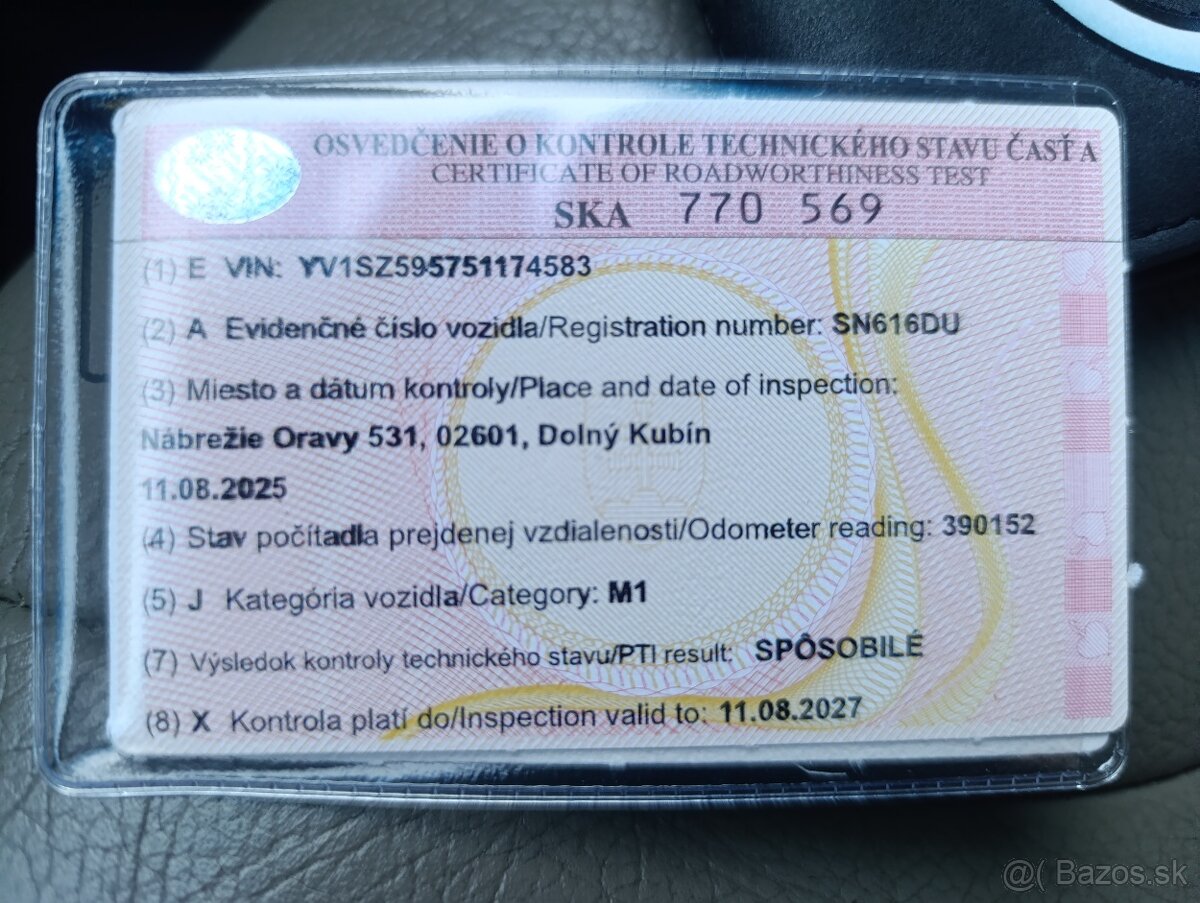 OSVEDČENIE O KONTROLE TECHNICKÉHO STAVU ČASŤ A
CERTIFICATE OF ROADWORTHINESS TEST
SKA 770 569
(1) E VIN: YV1SZ595751174583
(2) A Evidenčné číslo vozidla/Registration number: SN616DU
(3) Miesto a dátum kontroly/Place and date of inspection:
Nábrežie Oravy 531, 02601, Dolný Kubín
11.08.2025
(4) Stav počítadla prejdenej vzdialenosti/Odometer reading: 390152
(5) J Kategória vozidla/Category: M1
(7) Výsledok kontroly technického stavu/PTI result: SPÔSOBILÉ
(8) X Kontrola platí do/Inspection valid to: 11.08.2027
@( Bazos.sk